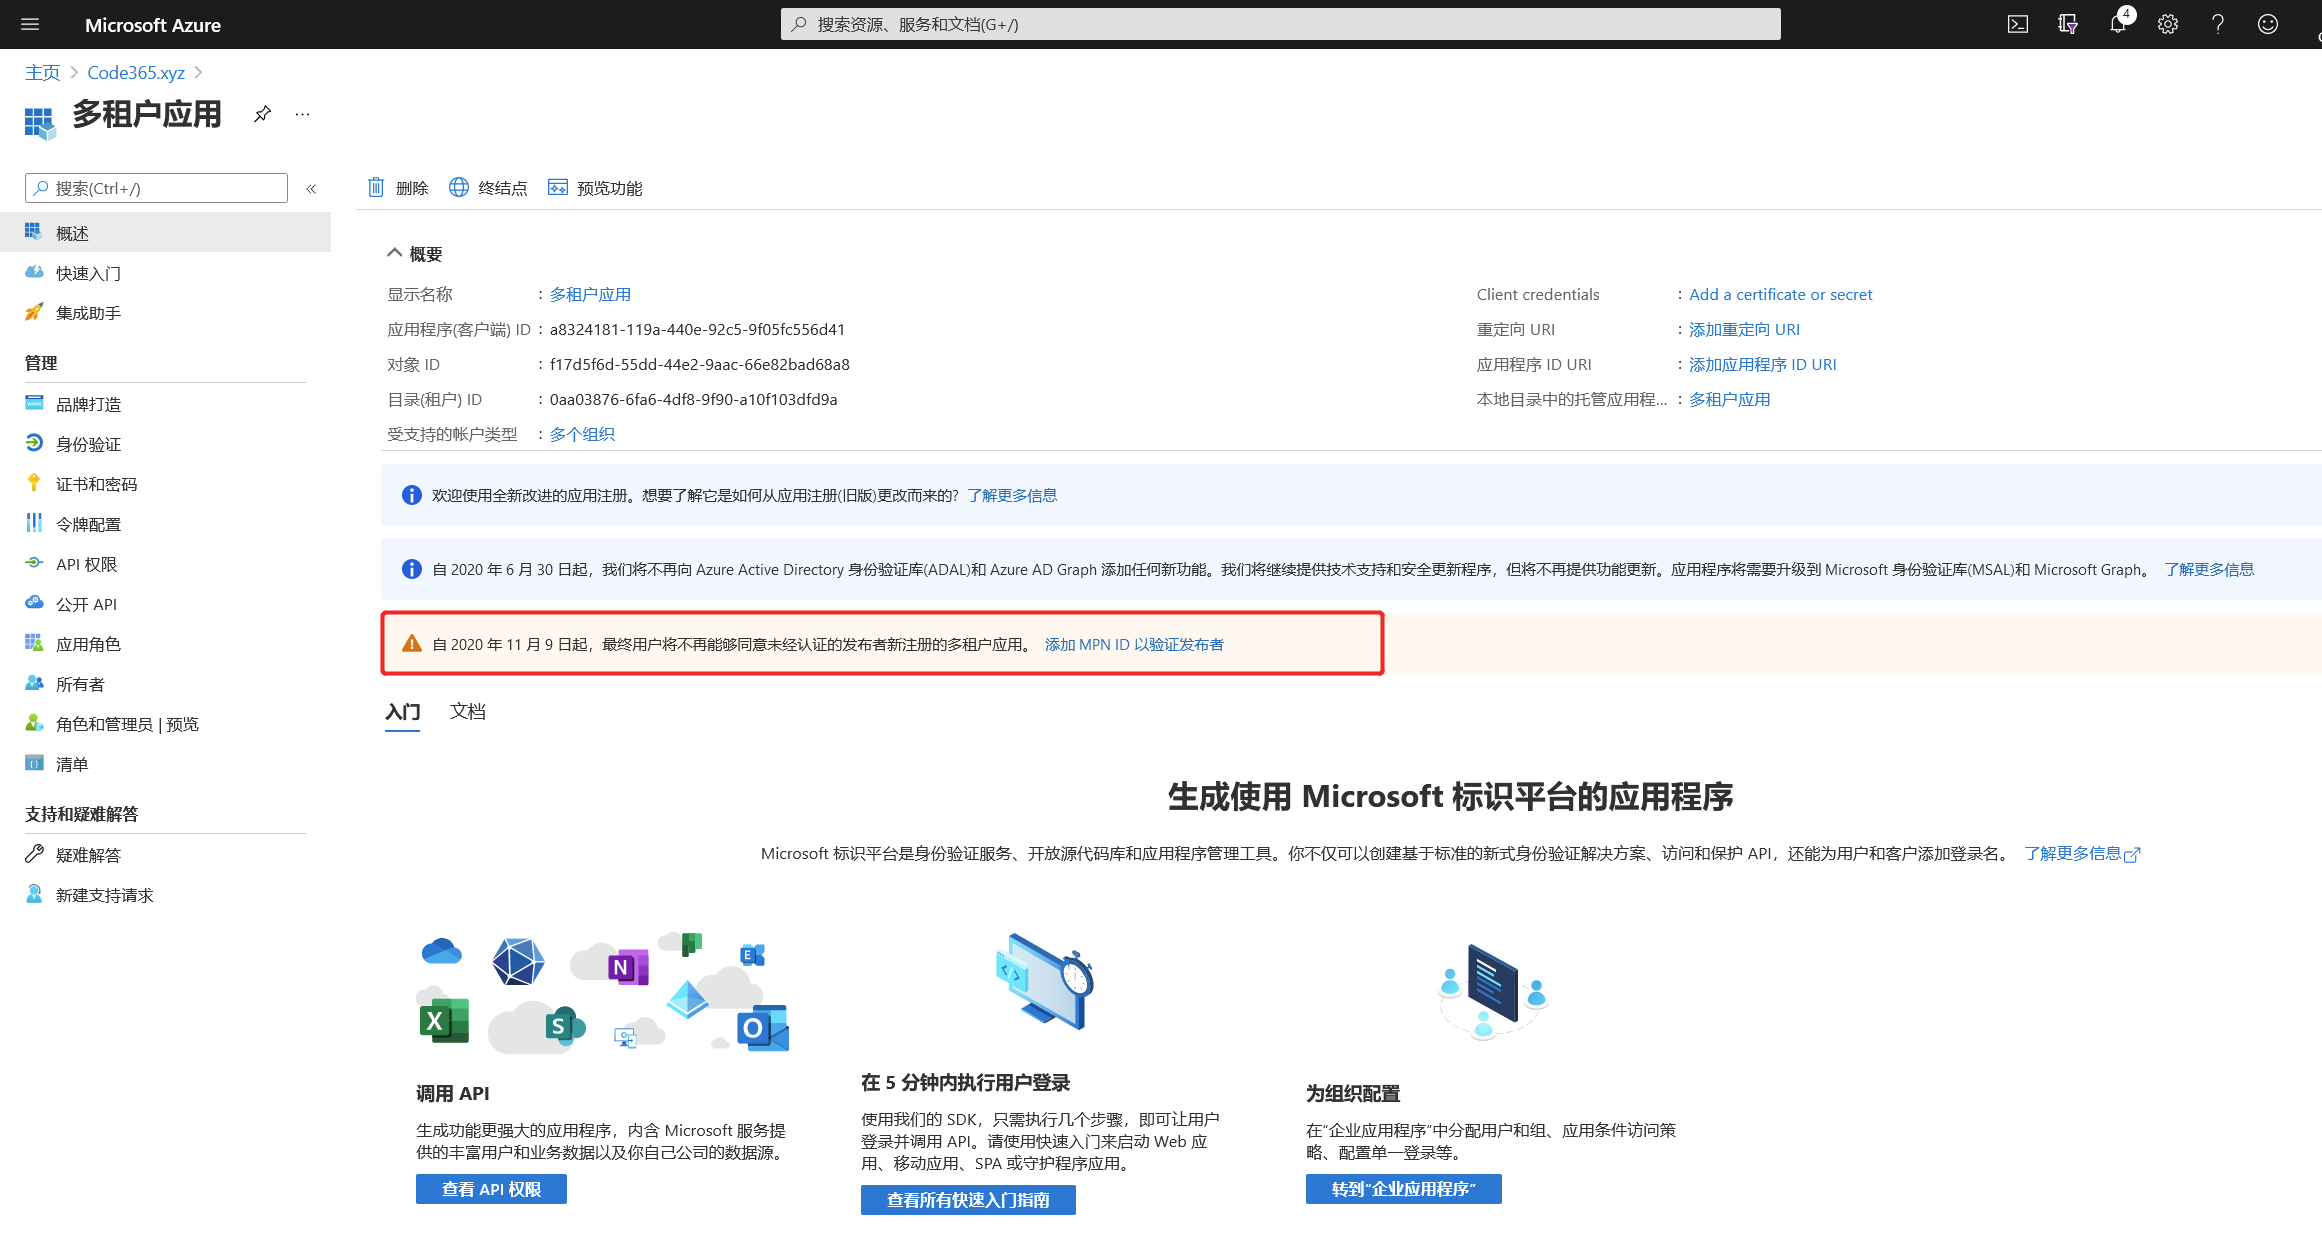 Microsoft Azure
搜索资源、服务和文档(G+/)
4
主页 > Code365.xyz >
多租户应用
搜索(Ctrl+/)
«
概述
快速入门
集成助手
管理
品牌打造
身份验证
证书和密码
令牌配置
API 权限
公开 API
应用角色
所有者
角色和管理员 | 预览
清单
支持和疑难解答
疑难解答
新建支持请求
删除 终结点 预览功能
概要
显示名称 : 多租户应用
应用程序(客户端) ID : a8324181-119a-440e-92c5-9f05fc556d41
对象 ID : f17d5f6d-55dd-44e2-9aac-66e82bad68a8
目录(租户) ID : 0aa03876-6fa6-4df8-9f90-a10f103dfd9a
受支持的帐户类型 : 多个组织
Client credentials : Add a certificate or secret
重定向 URI : 添加重定向 URI
应用程序 ID URI : 添加应用程序 ID URI
本地目录中的托管应用程... : 多租户应用
欢迎使用全新改进的应用注册。想要了解它是如何从应用注册(旧版)更改而来的? 了解更多信息
自 2020 年 6 月 30 日起，我们将不再向 Azure Active Directory 身份验证库(ADAL)和 Azure AD Graph 添加任何新功能。我们将继续提供技术支持和安全更新程序，但将不再提供功能更新。应用程序将需要升级到 Microsoft 身份验证库(MSAL)和 Microsoft Graph。 了解更多信息
自 2020 年 11 月 9 日起，最终用户将不再能够同意未经认证的发布者新注册的多租户应用。 添加 MPN ID 以验证发布者
入门 文档
生成使用 Microsoft 标识平台的应用程序
Microsoft 标识平台是身份验证服务、开放源代码库和应用程序管理工具。你不仅可以创建基于标准的新式身份验证解决方案、访问和保护 API，还能为用户和客户添加登录名。 了解更多信息
N
E
X
S
O
调用 API
生成功能更强大的应用程序，内含 Microsoft 服务提
供的丰富用户和业务数据以及你自己公司的数据源。
查看 API 权限
在 5 分钟内执行用户登录
使用我们的 SDK，只需执行几个步骤，即可让用户
登录并调用 API。请使用快速入门来启动 Web 应
用、移动应用、SPA 或守护程序应用。
查看所有快速入门指南
为组织配置
在“企业应用程序”中分配用户和组、应用条件访问策
略、配置单一登录等。
转到“企业应用程序”